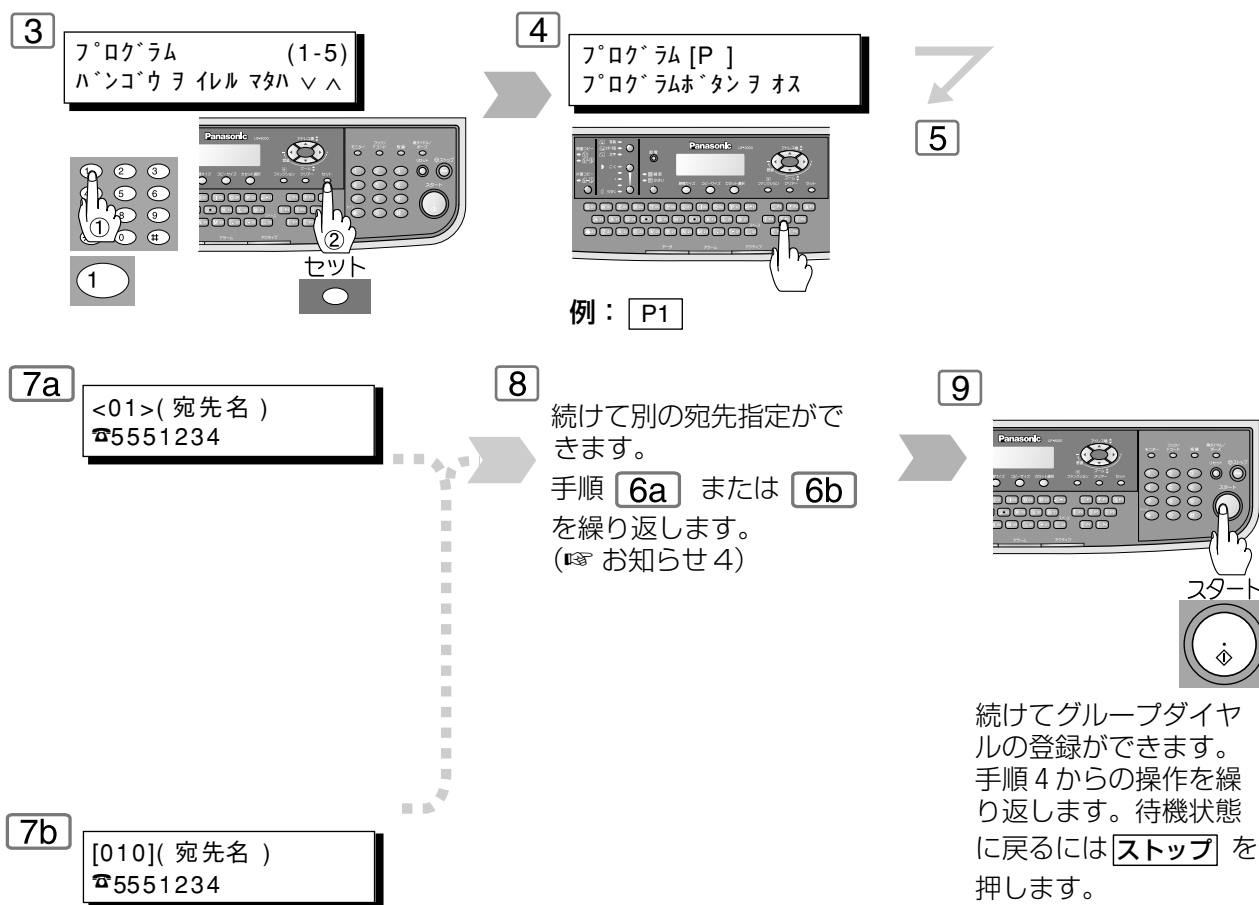 3
プログラム (1-5)
バンゴウ ヲ イレル マタハ ∨ ∧
Panasonic
①
②
1
セット
4
プログラム [P ]
プログラムボタン ヲ オス
Panasonic
例： P1
5
7a
<01>( 宛先名 )
☎5551234
8
続けて別の宛先指定がで
きます。
手順 6a または 6b
を繰り返します。
(☞ お知らせ 4)
9
Panasonic
スタート
続けてグループダイヤ
ルの登録ができます。
手順 4 からの操作を繰
り返します。待機状態
に戻るには ストップ を
押します。
7b
[010]( 宛先名 )
☎5551234